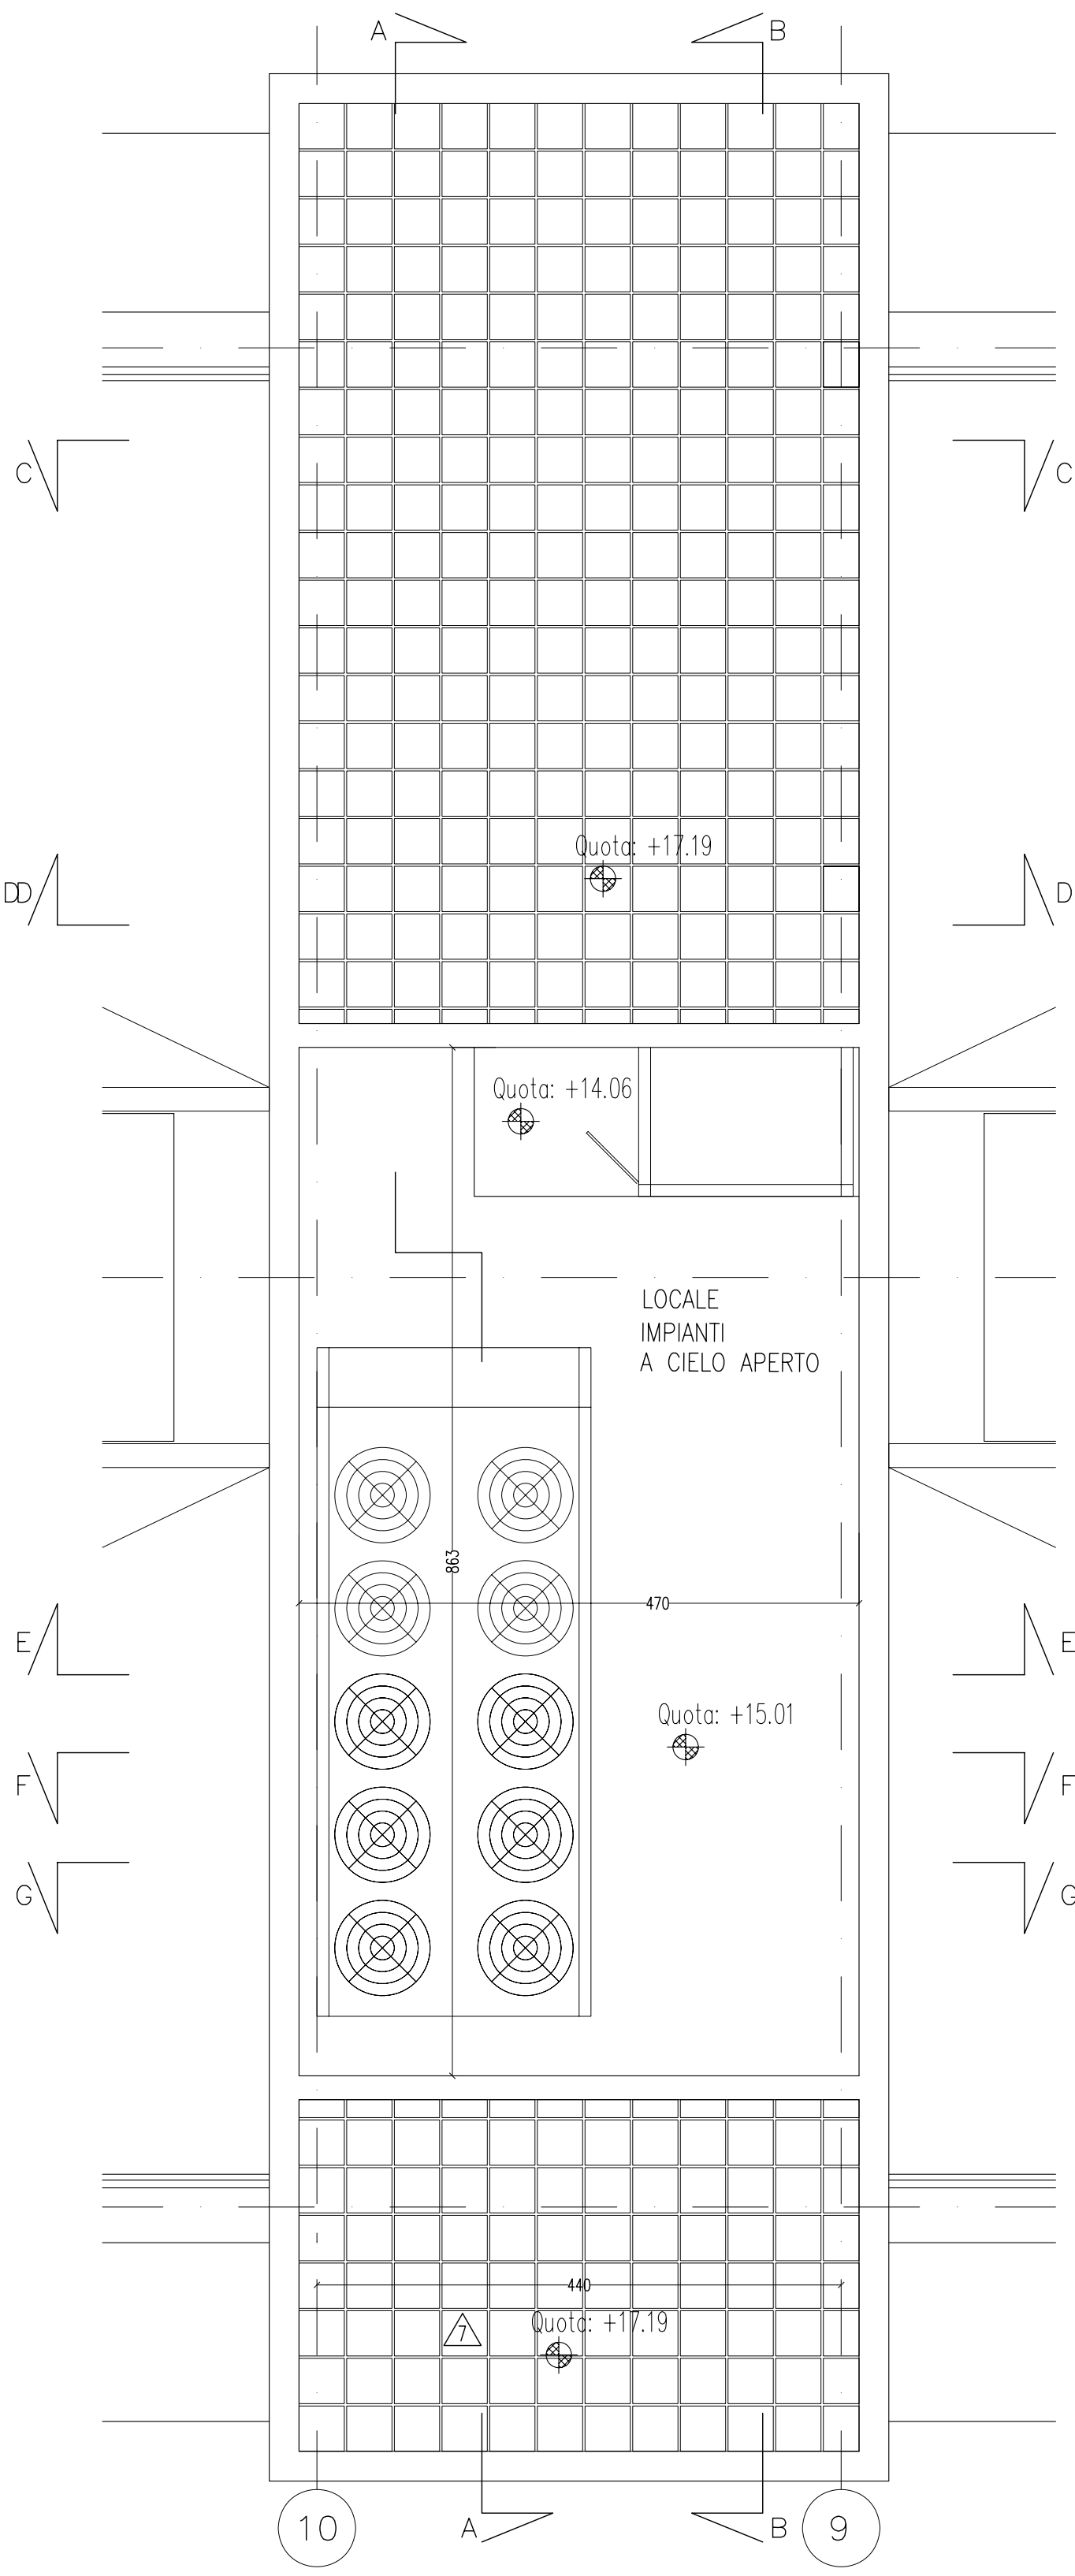 A
B
C
C
Quota: +17.19
DD
D
Quota: +14.06
LOCALE
IMPIANTI
A CIELO APERTO
863
470
E
E
Quota: +15.01
F
F
G
G
440
7
Quota: +17.19
10
A
B
9